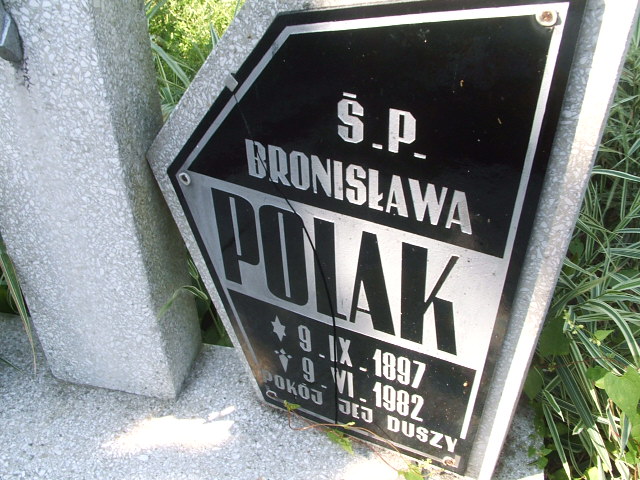 Ś.P.
BRONISŁAWA
POLAK
9.IX.1897
9.VI.1982
POKÓJ JEJ DUSZY